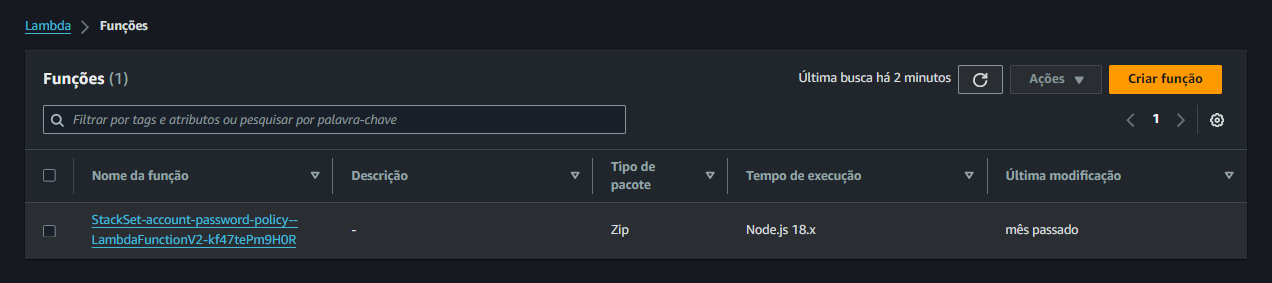 Lambda > Funções
Funções (1)
Última busca há 2 minutos
Ações
Criar função
Filtrar por tags e atributos ou pesquisar por palavra-chave
1
Nome da função
Descrição
Tipo de
pacote
Tempo de execução
Última modificação
StackSet-account-password-policy--
LambdaFunctionV2-kf47tePm9H0R
-
Zip
Node.js 18.x
mês passado